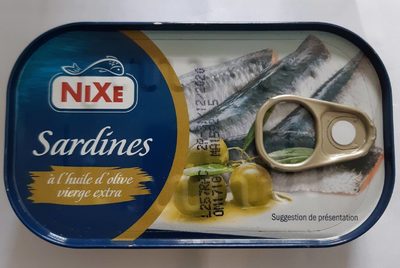 NIXE
Sardines
à l'huile d'olive
vierge extra
Suggestion de présentation